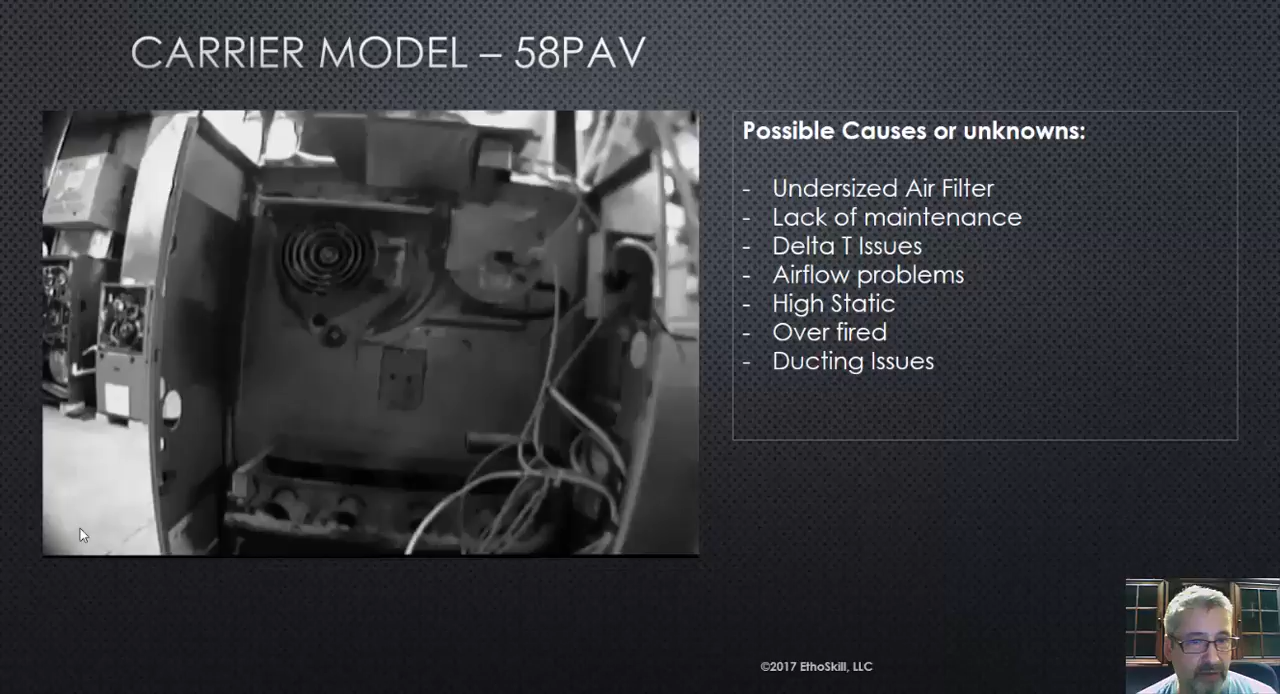 CARRIER MODEL – 58PAV
Possible Causes or unknowns:
- Undersized Air Filter
- Lack of maintenance
- Delta T Issues
- Airflow problems
- High Static
- Over fired
- Ducting Issues
©2017 EthoSkill, LLC